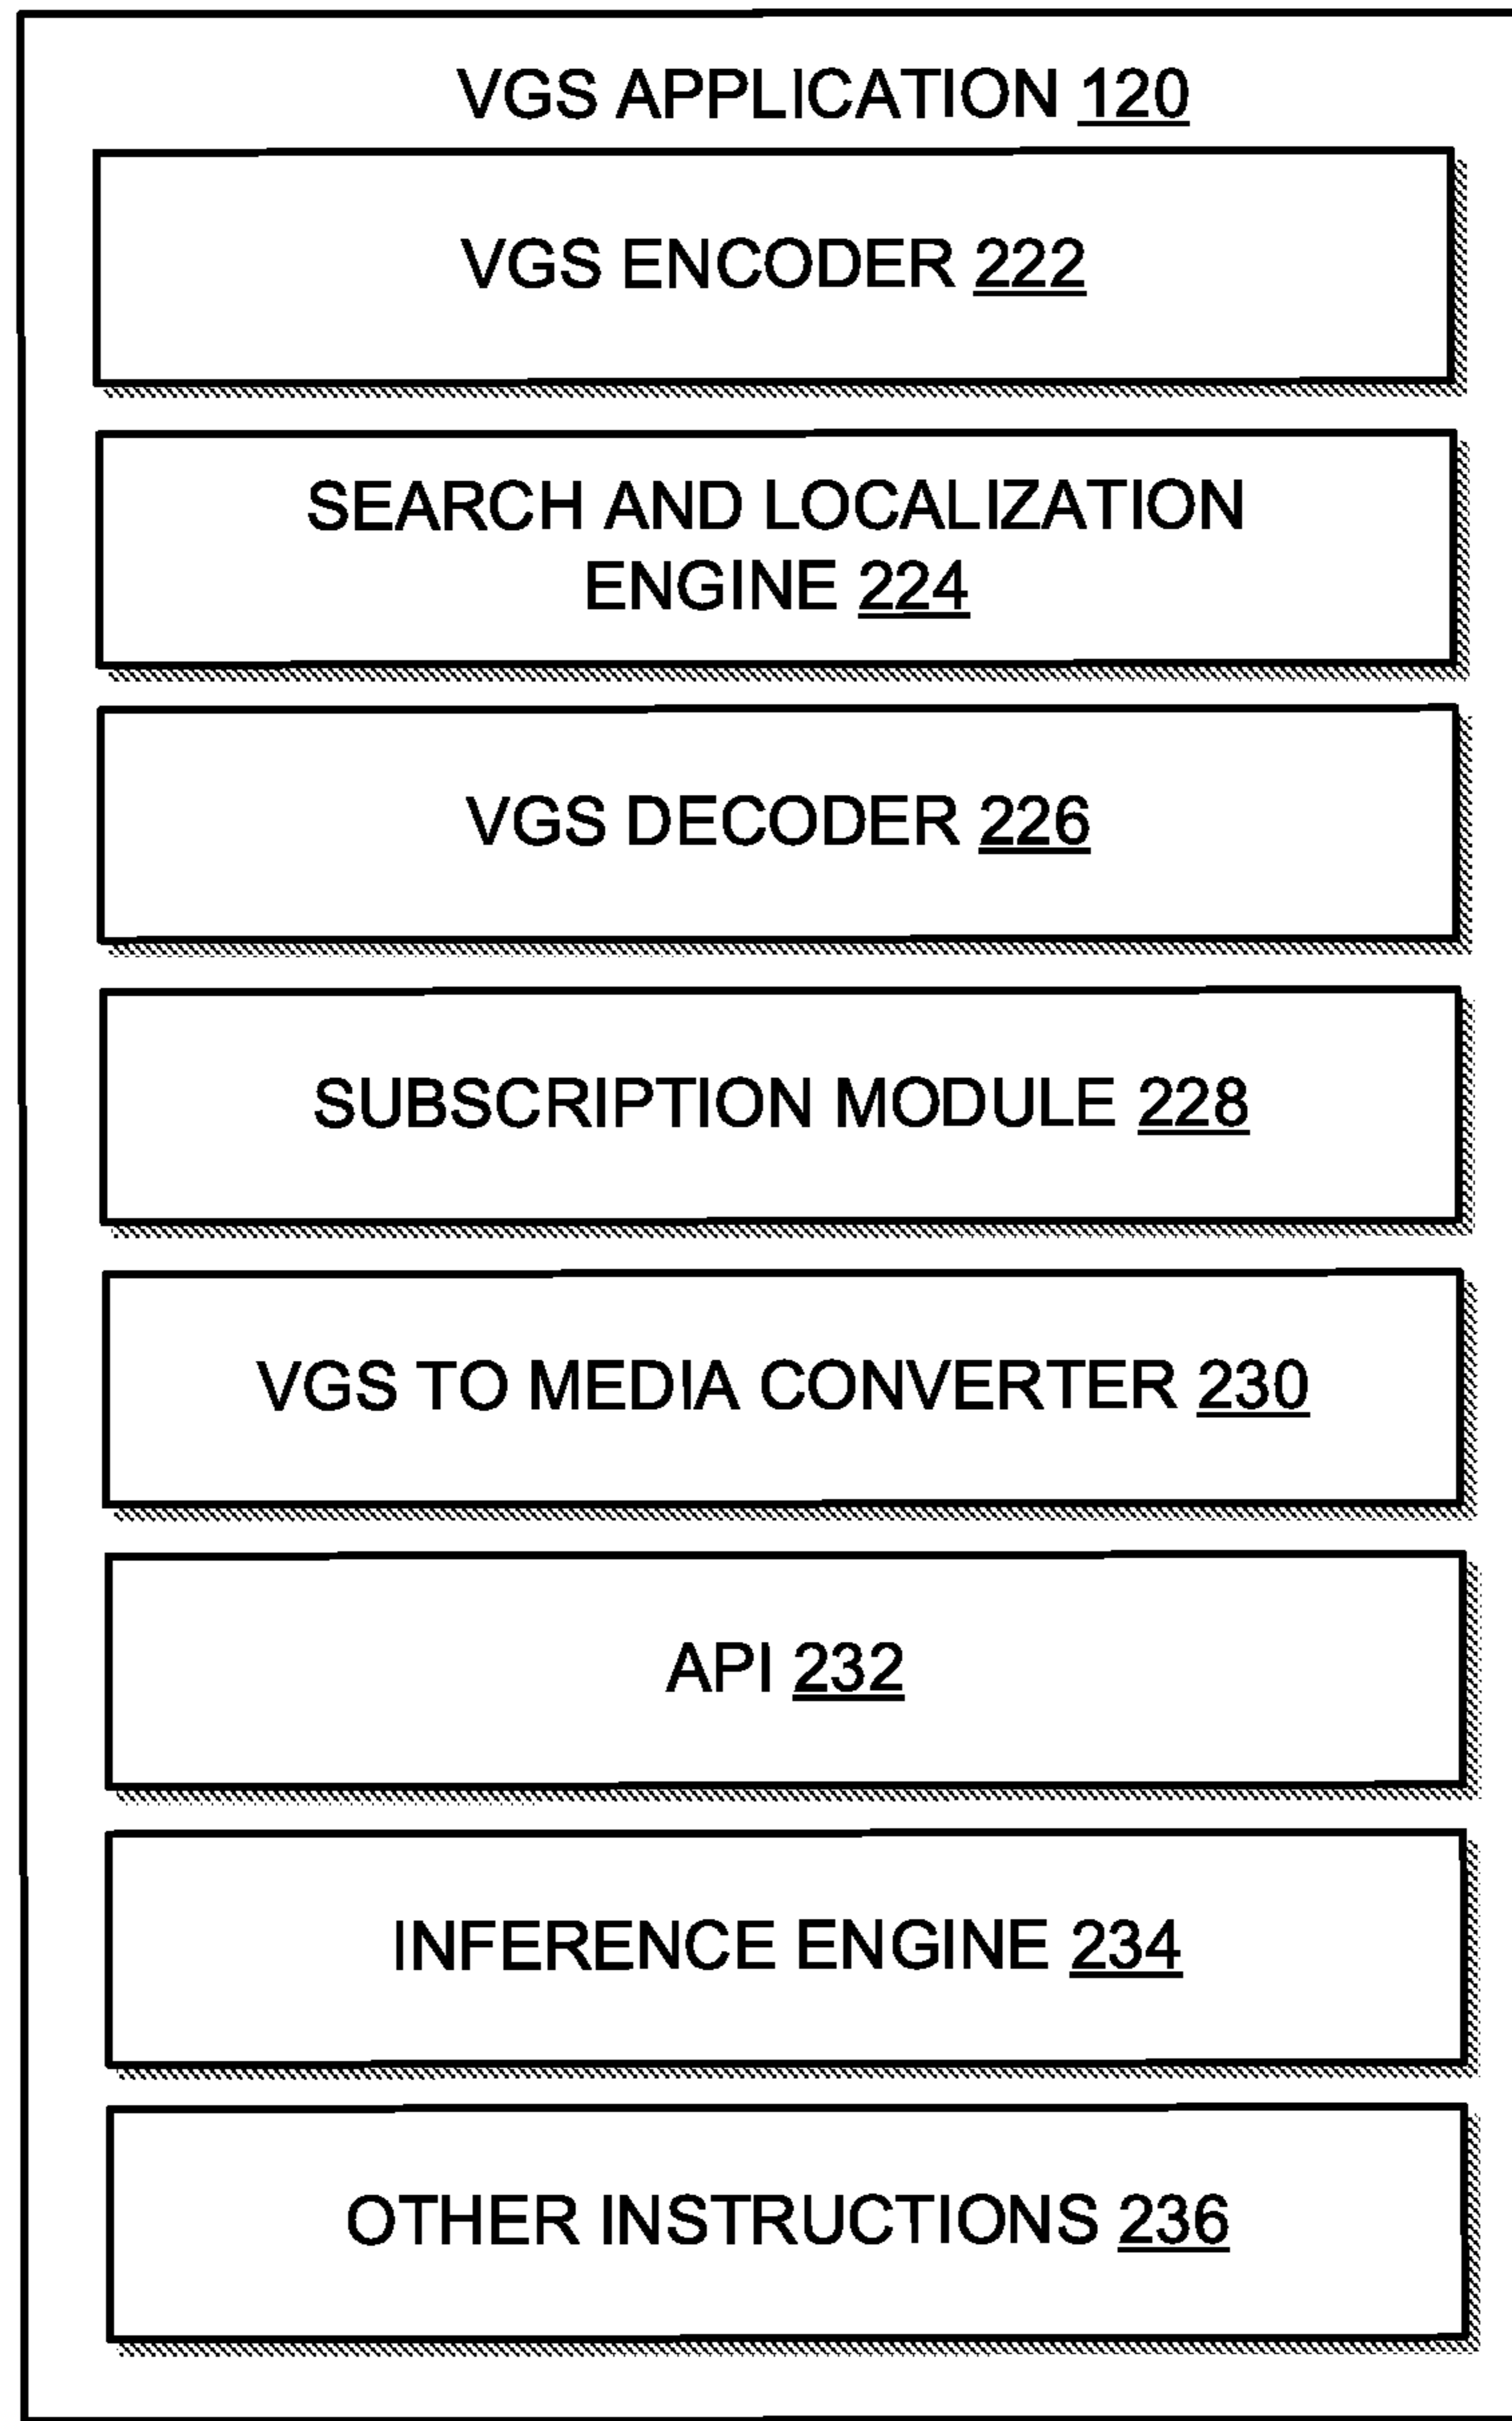 VGS APPLICATION 120
VGS ENCODER 222
SEARCH AND LOCALIZATION
ENGINE 224
VGS DECODER 226
SUBSCRIPTION MODULE 228
VGS TO MEDIA CONVERTER 230
API 232
INFERENCE ENGINE 234
OTHER INSTRUCTIONS 236